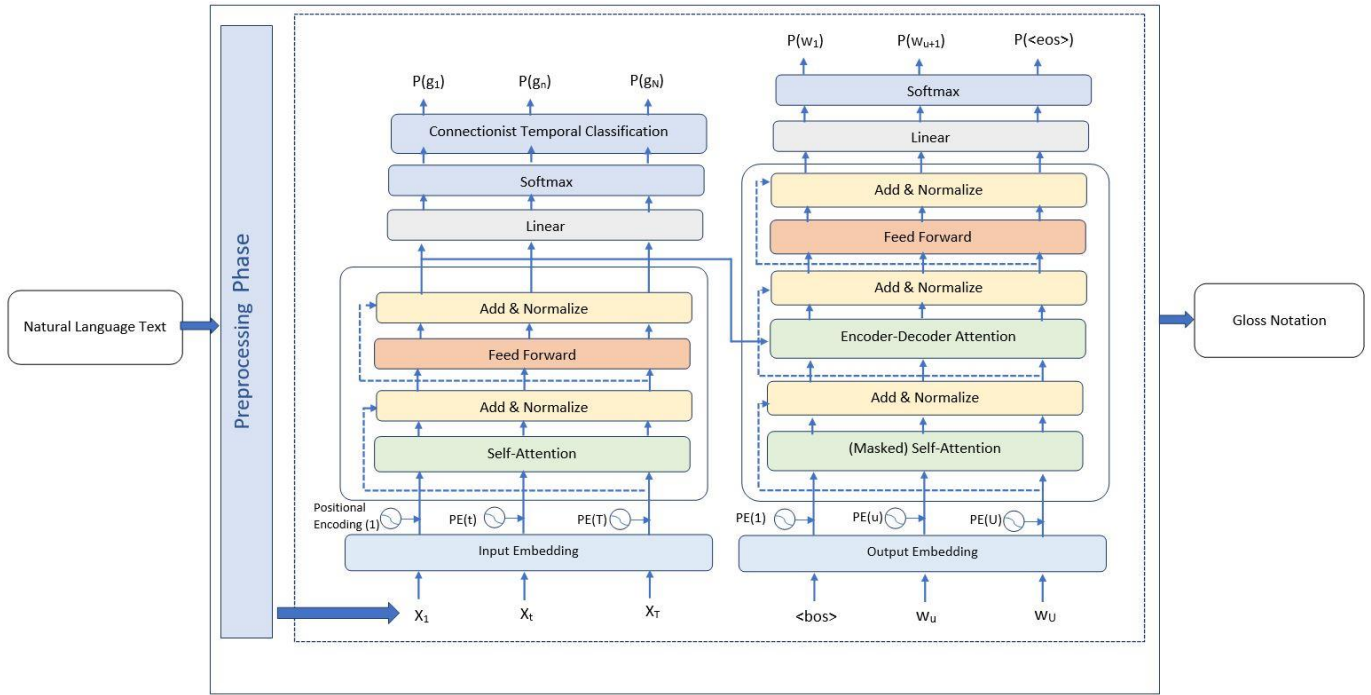 Natural Language Text
Preprocessing Phase
P(g₁) P(gₙ) P(g_N)
Connectionist Temporal Classification
Softmax
Linear
Add & Normalize
Feed Forward
Add & Normalize
Self-Attention
Positional
Encoding (1)
PE(t)
PE(T)
Input Embedding
X₁ Xₜ X_T
P(w₁) P(wᵤ₊₁) P(<eos>)
Softmax
Linear
Add & Normalize
Feed Forward
Add & Normalize
Encoder-Decoder Attention
Add & Normalize
(Masked) Self-Attention
PE(1) PE(u) PE(U)
Output Embedding
<bos> wᵤ w_U
Gloss Notation